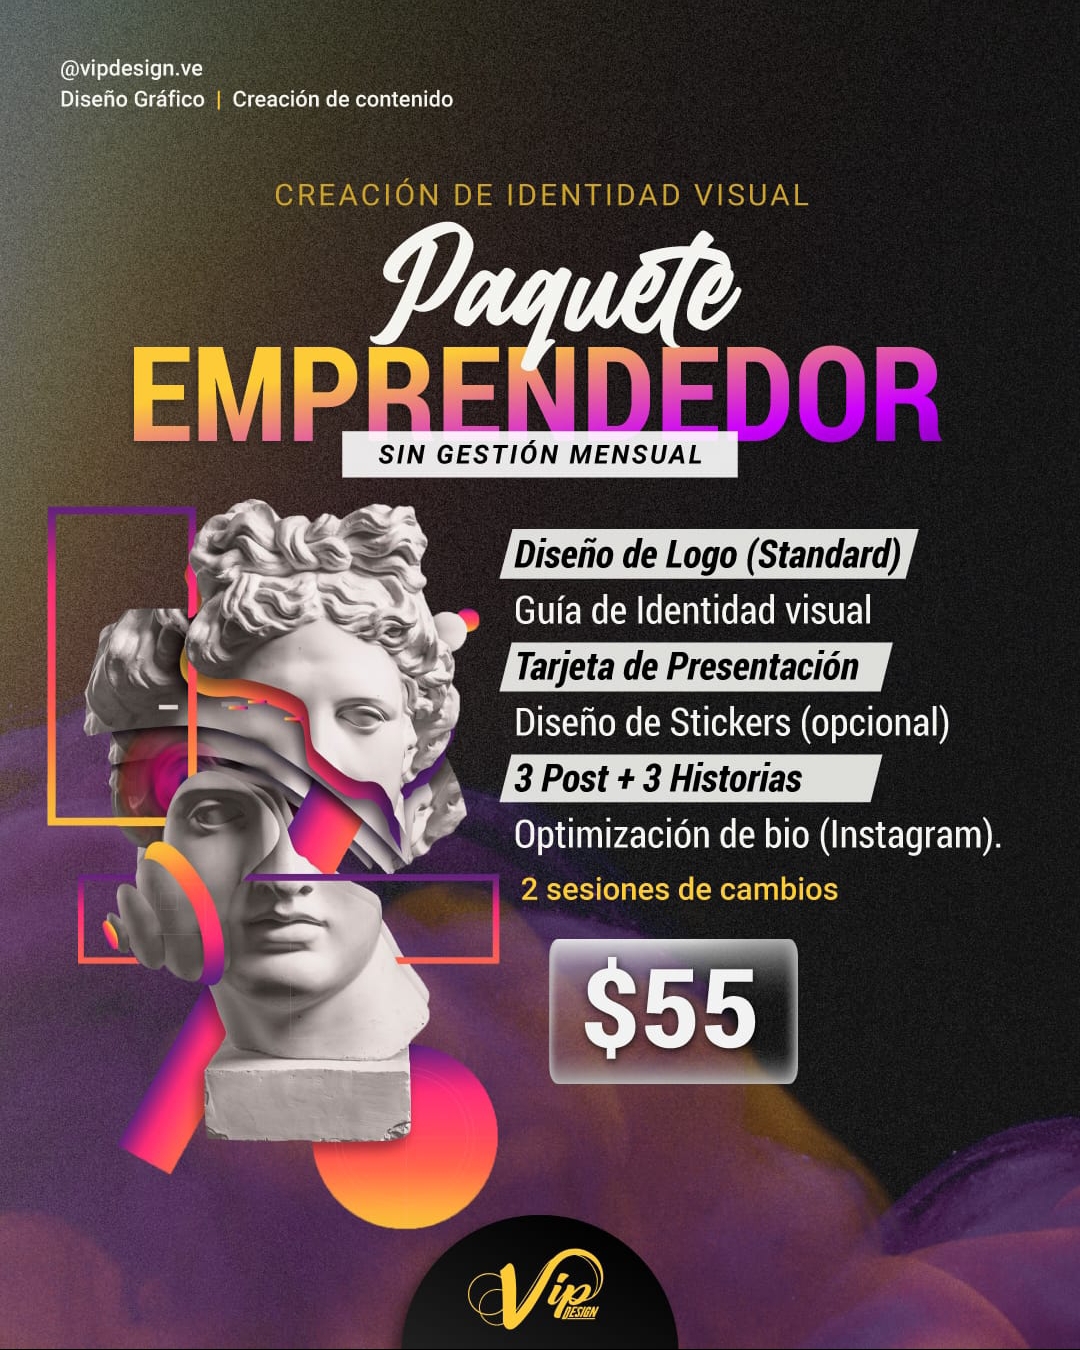 @vipdesign.ve
Diseño Gráfico | Creación de contenido
CREACIÓN DE IDENTIDAD VISUAL
Paquete
EMPRENDEDOR
SIN GESTIÓN MENSUAL
Diseño de Logo (Standard)
Guía de Identidad visual
Tarjeta de Presentación
Diseño de Stickers (opcional)
3 Post + 3 Historias
Optimización de bio (Instagram).
2 sesiones de cambios
$55
Vip
DESIGN